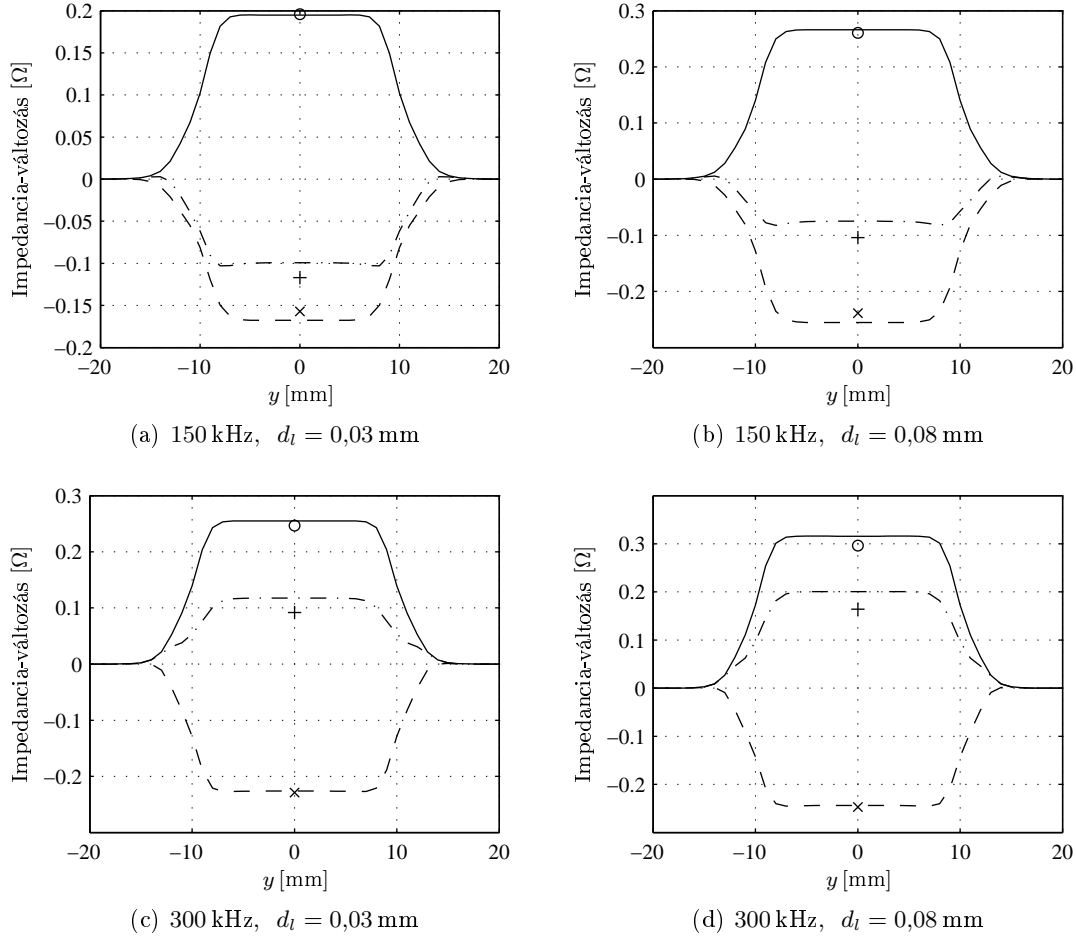 0.2
0.15
0.1
0.05
0
−0.05
−0.1
−0.15
−0.2
−20 −10 0 10 20
Impedancia-változás [Ω]
y [mm]
(a) 150 kHz, d_l = 0,03 mm
0.3
0.2
0.1
0
−0.1
−0.2
−20 −10 0 10 20
Impedancia-változás [Ω]
y [mm]
(b) 150 kHz, d_l = 0,08 mm
0.3
0.2
0.1
0
−0.1
−0.2
−20 −10 0 10 20
Impedancia-változás [Ω]
y [mm]
(c) 300 kHz, d_l = 0,03 mm
0.3
0.2
0.1
0
−0.1
−0.2
−20 −10 0 10 20
Impedancia-változás [Ω]
y [mm]
(d) 300 kHz, d_l = 0,08 mm